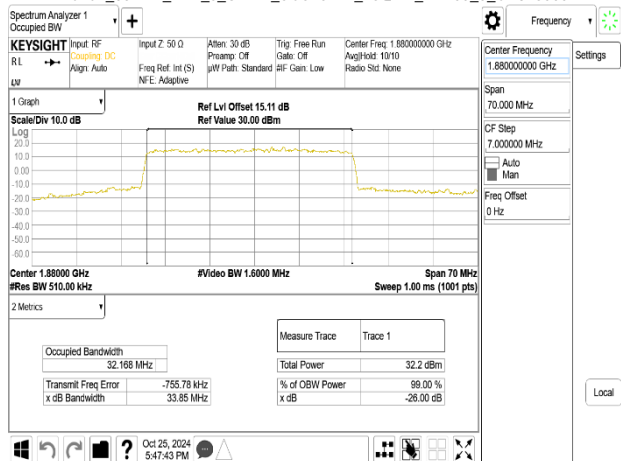 Spectrum Analyzer 1
Occupied BW
Frequency
KEYSIGHT
RL
Input: RF
Coupling: DC
Align: Auto
Input Z: 50 Ω
Freq Ref: Int (S)
NFE: Adaptive
Atten: 30 dB
Preamp: Off
µW Path: Standard
Trig: Free Run
Gate: Off
#IF Gain: Low
Center Freq: 1.880000000 GHz
Avg|Hold: 10/10
Radio Std: None
Center Frequency
1.880000000 GHz
Settings
Span
70.000 MHz
CF Step
7.000000 MHz
Auto
Man
Freq Offset
0 Hz
Local
1 Graph
Scale/Div 10.0 dB
Ref Lvl Offset 15.11 dB
Ref Value 30.00 dBm
Log
20.0
10.0
0.00
-10.0
-20.0
-30.0
-40.0
-50.0
-60.0
Center 1.88000 GHz
#Video BW 1.6000 MHz
Span 70 MHz
#Res BW 510.00 kHz
Sweep 1.00 ms (1001 pts)
2 Metrics
Measure Trace
Trace 1
Occupied Bandwidth
32.168 MHz
Total Power
32.2 dBm
Transmit Freq Error
-755.78 kHz
% of OBW Power
99.00 %
x dB Bandwidth
33.85 MHz
x dB
-26.00 dB
?
Oct 25, 2024
5:47:43 PM